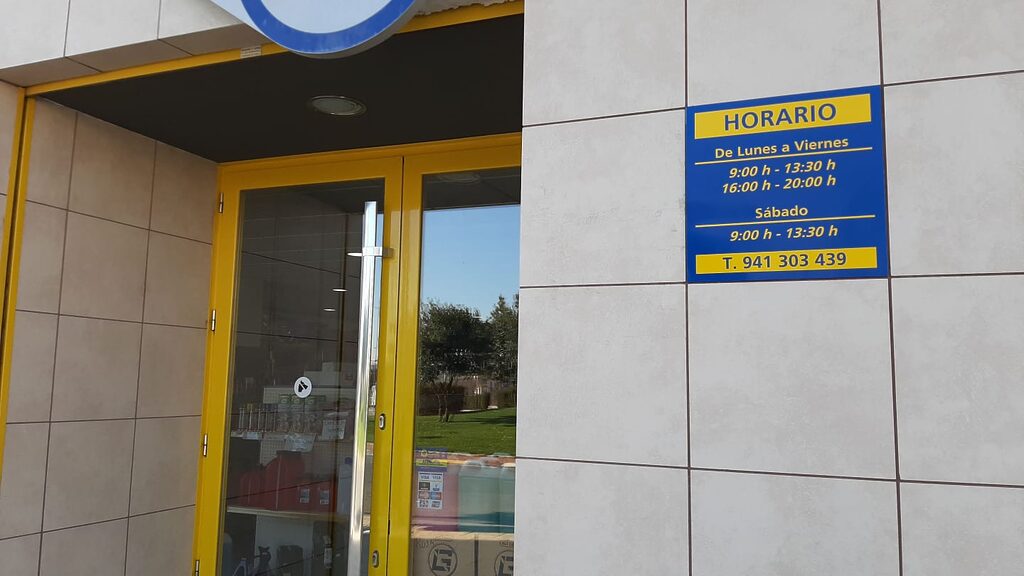 HORARIO
De Lunes a Viernes
9:00 h - 13:30 h
16:00 h - 20:00 h
Sábado
9:00 h - 13:30 h
T. 941 303 439